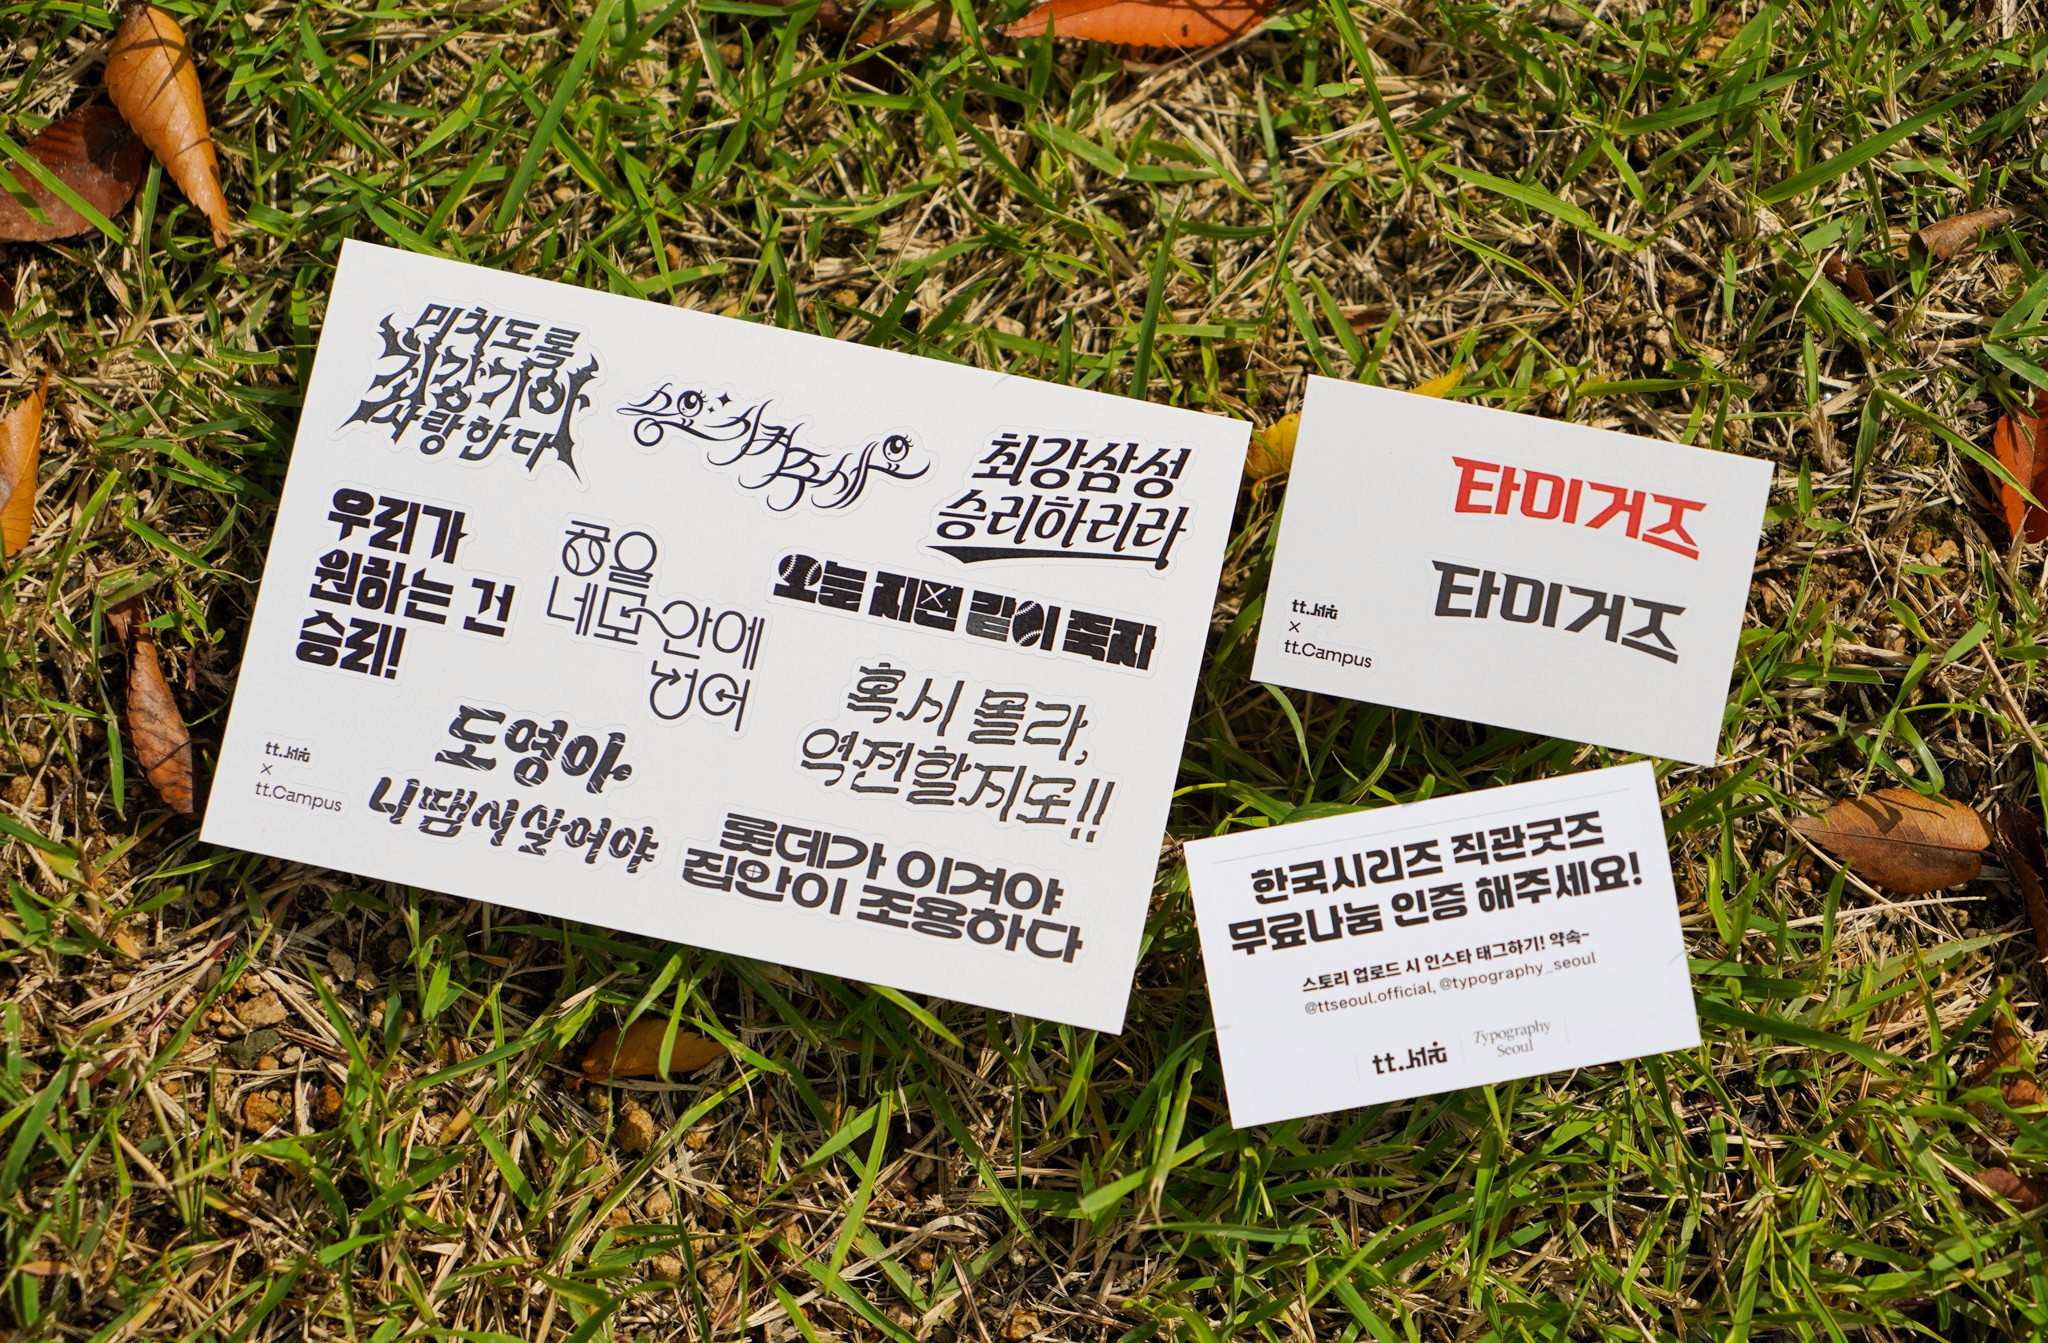 미치도록
최강기아
사랑한다
승요시켜주세요
최강삼성
승리하리라
우리가
원하는 건
승리!
공을
네모 안에
넌어
오늘 지면 같이 죽자
혹시 몰라,
역전할지도!!
도영아
니땜시살어야
롯데가 이겨야
집안이 조용하다
tt.서울
×
tt.Campus
타이거즈
타이거즈
tt.서울
×
tt.Campus
한국시리즈 직관굿즈
무료나눔 인증 해주세요!
스토리 업로드 시 인스타 태그하기! 약속~
@ttseoul.official, @typography_seoul
tt.서울
Typography
Seoul